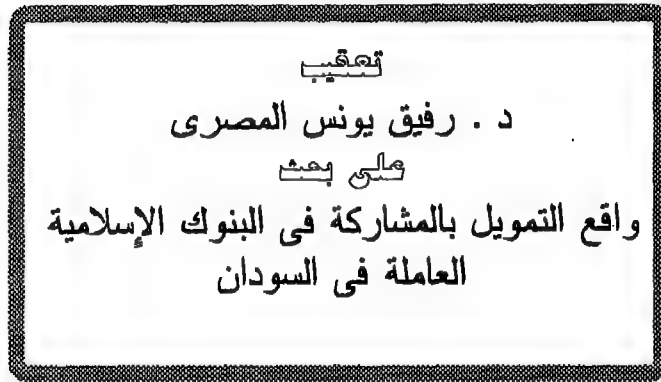 تعقيب
د . رفيق يونس المصرى
على بحث
واقع التمويل بالمشاركة فى البنوك الإسلامية
العاملة فى السودان